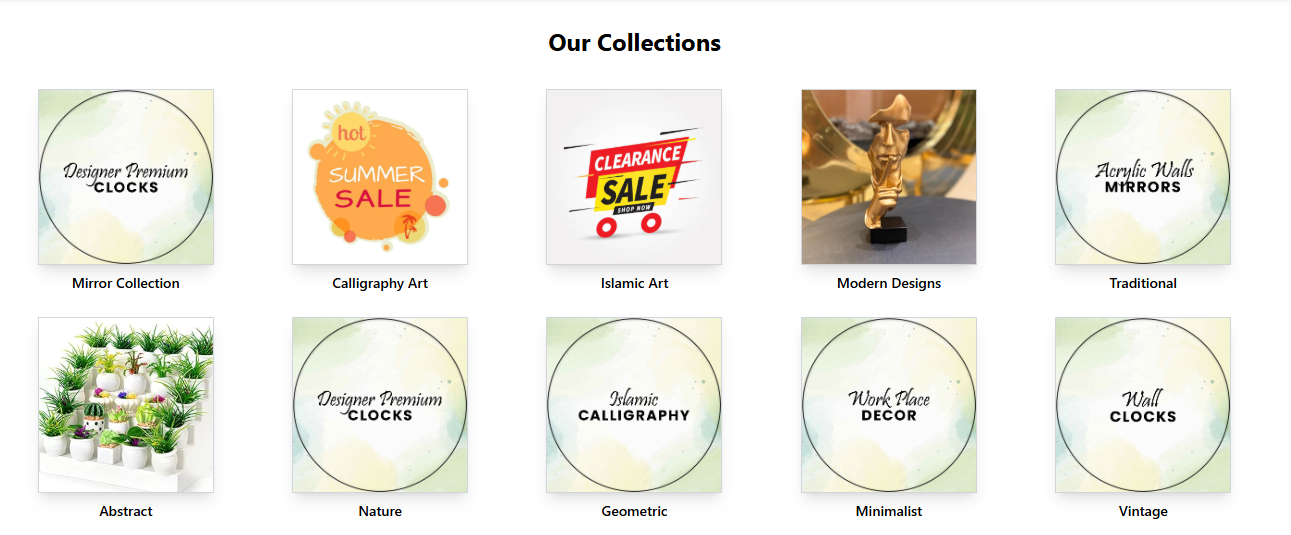 Our Collections
Designer Premium
CLOCKS
hot
SUMMER
SALE
CLEARANCE
SALE
SHOP NOW
Acrylic Walls
MIRRORS
Mirror Collection
Calligraphy Art
Islamic Art
Modern Designs
Traditional
Designer Premium
CLOCKS
Islamic
CALLIGRAPHY
Work Place
DECOR
Wall
CLOCKS
Abstract
Nature
Geometric
Minimalist
Vintage